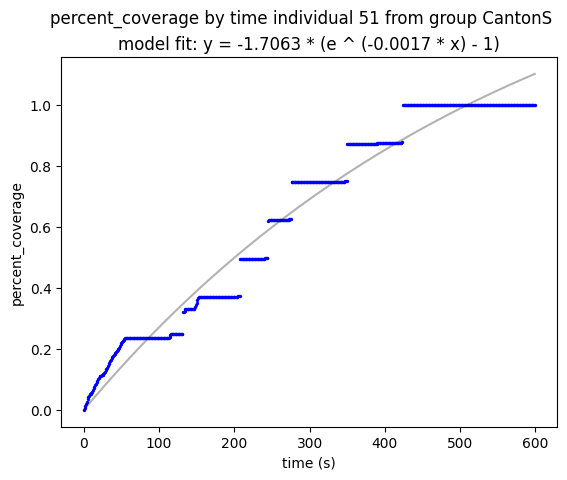 percent_coverage by time individual 51 from group CantonS
model fit: y = -1.7063 * (e ^ (-0.0017 * x) - 1)
1.0
0.8
0.6
0.4
0.2
0.0
percent_coverage
0 100 200 300 400 500 600
time (s)